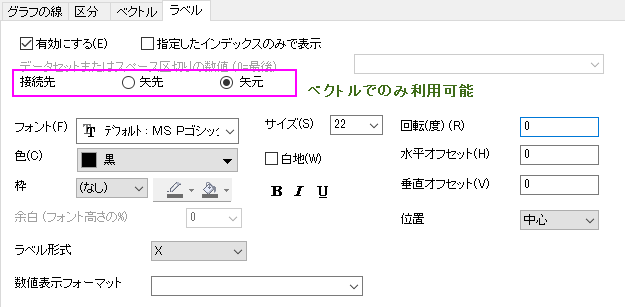 グラフの線 区分 ベクトル ラベル
有効にする(E) 指定したインデックスのみで表示
データセットまたはスペース区切りの数値 (0=最後)
接続先 矢先 矢元
ベクトルでのみ利用可能
フォント(F) デフォルト: MS Pゴシック サイズ(S) 22 回転(度) (R) 0
色(C) 黒 白地(W) 水平オフセット(H) 0
枠 (なし) B I U 垂直オフセット(V) 0
余白 (フォント高さの%) 0 位置 中心
ラベル形式 X
数値表示フォーマット